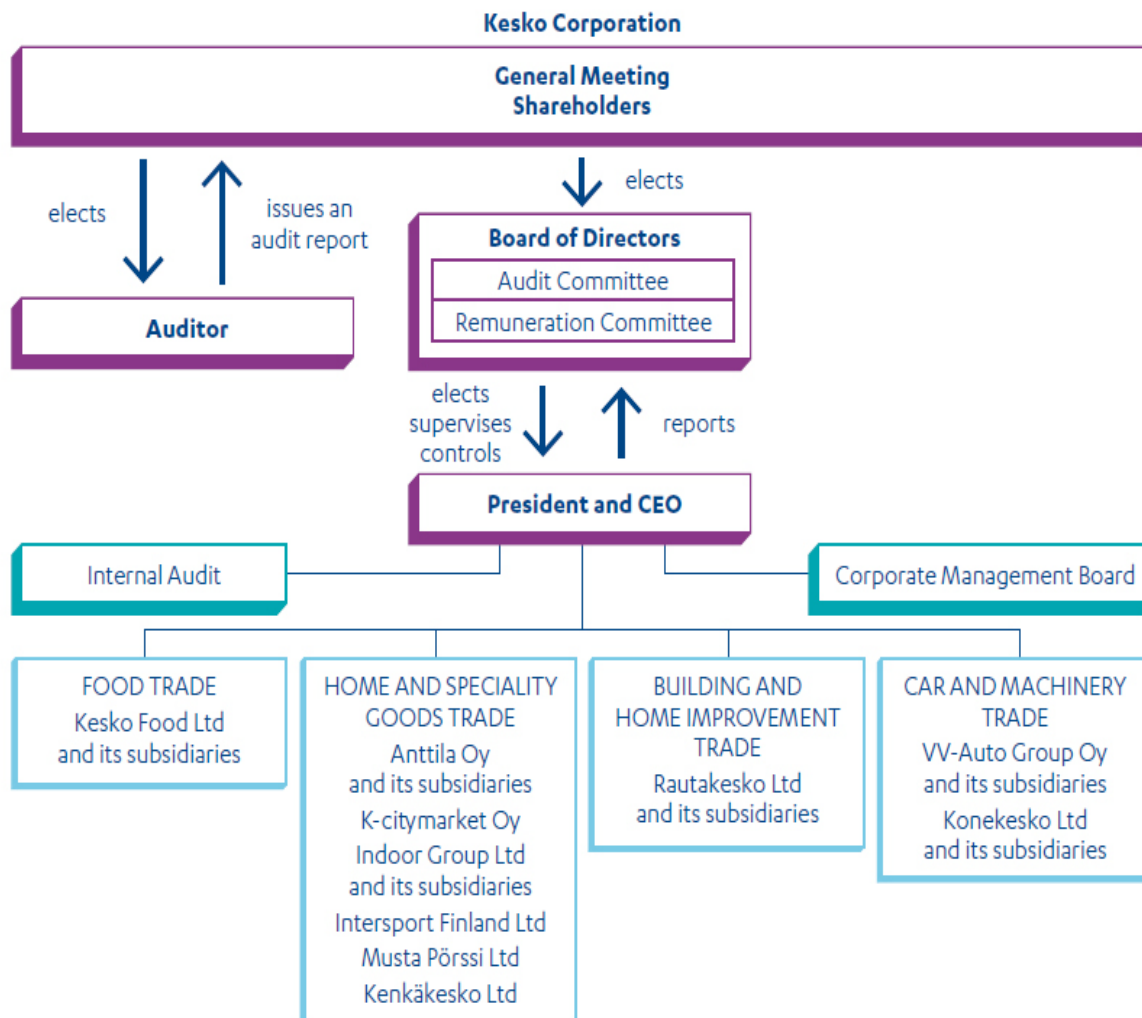 Kesko Corporation
General Meeting
Shareholders
elects
issues an
audit report
elects
Board of Directors
Audit Committee
Remuneration Committee
Auditor
elects
supervises
controls
reports
President and CEO
Internal Audit
Corporate Management Board
FOOD TRADE
Kesko Food Ltd
and its subsidiaries
HOME AND SPECIALITY
GOODS TRADE
Anttila Oy
and its subsidiaries
K-citymarket Oy
Indoor Group Ltd
and its subsidiaries
Intersport Finland Ltd
Musta Pörssi Ltd
Kenkäkesko Ltd
BUILDING AND
HOME IMPROVEMENT
TRADE
Rautakesko Ltd
and its subsidiaries
CAR AND MACHINERY
TRADE
VV-Auto Group Oy
and its subsidiaries
Konekesko Ltd
and its subsidiaries